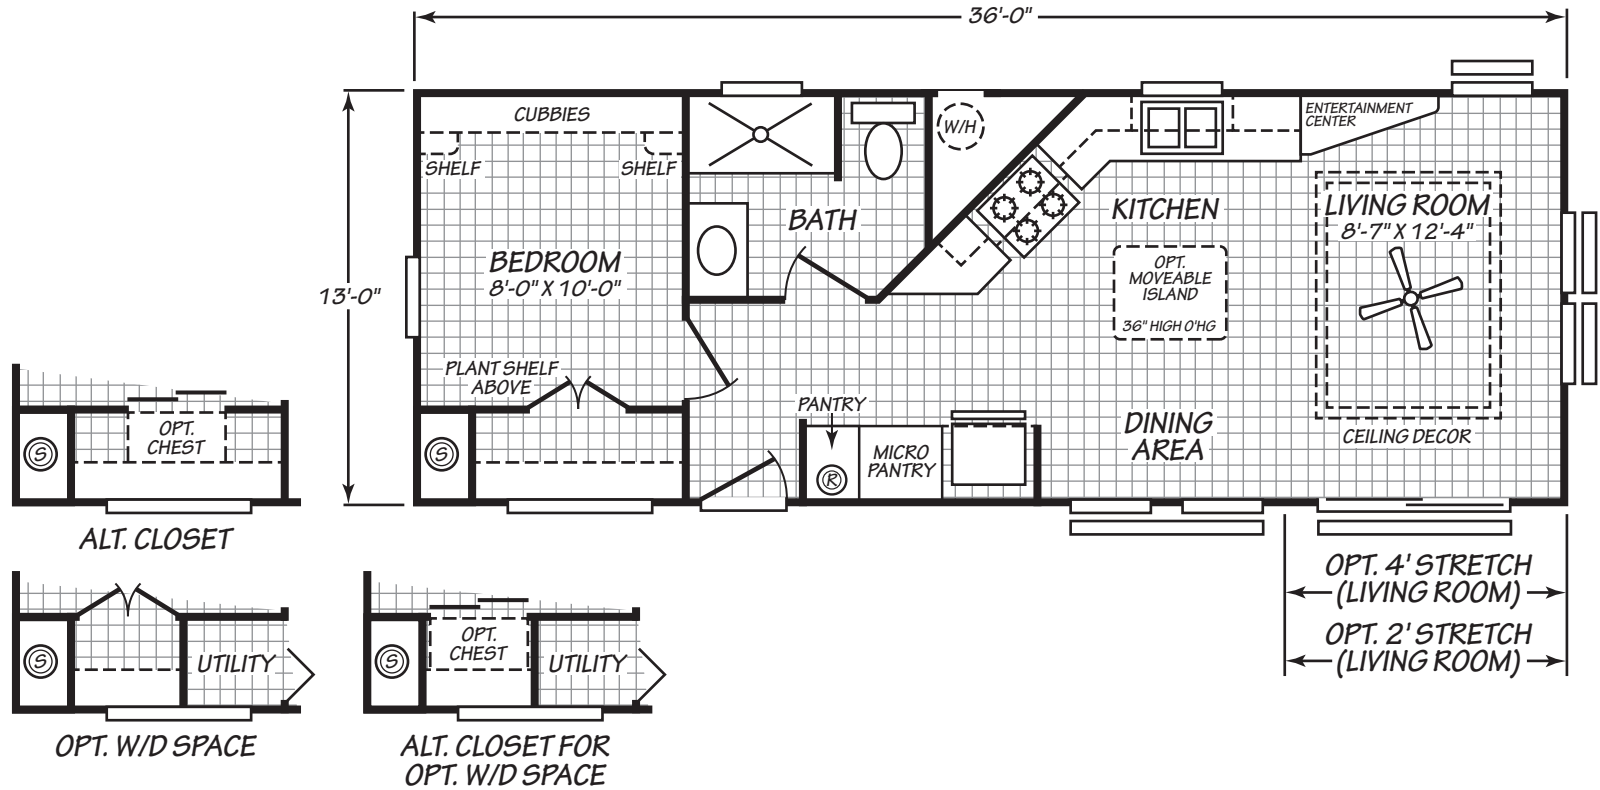 36'-0"
CUBBIES
SHELF
SHELF
W/H
ENTERTAINMENT
CENTER
BATH
KITCHEN
LIVING ROOM
8'-7" X 12'-4"
BEDROOM
8'-0" X 10'-0"
13'-0"
OPT.
MOVEABLE
ISLAND
36" HIGH O'HG
PLANT SHELF
ABOVE
PANTRY
DINING
AREA
CEILING DECOR
S
R
MICRO
PANTRY
OPT.
CHEST
S
ALT. CLOSET
OPT. 4' STRETCH
(LIVING ROOM)
OPT. 2' STRETCH
(LIVING ROOM)
S
UTILITY
OPT. W/D SPACE
S
OPT.
CHEST
UTILITY
ALT. CLOSET FOR
OPT. W/D SPACE